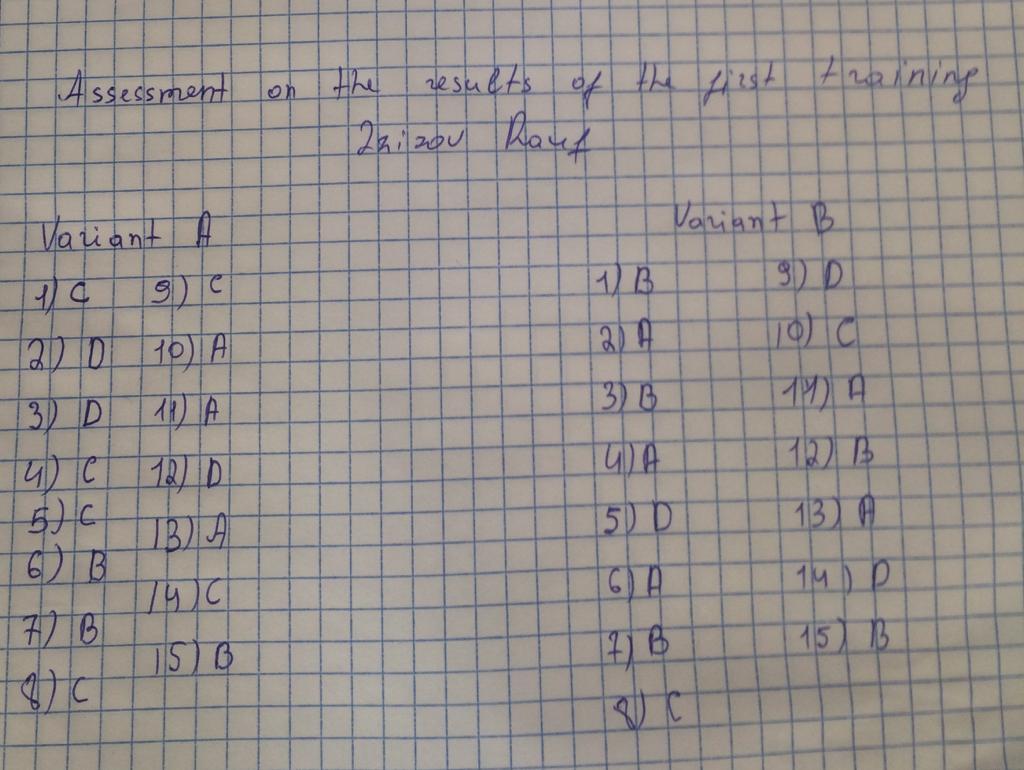 Assessment on the results of the first training
Rauf
Variant A
1) C 9) C
2) D 10) A
3) D 11) A
4) C 12) D
5) C 13) A
6) B 14) C
7) B 15) B
8) C
Variant B
1) B 9) D
2) A 10) C
3) B 11) A
4) A 12) B
5) D 13) A
6) A 14) D
7) B 15) B
8) C